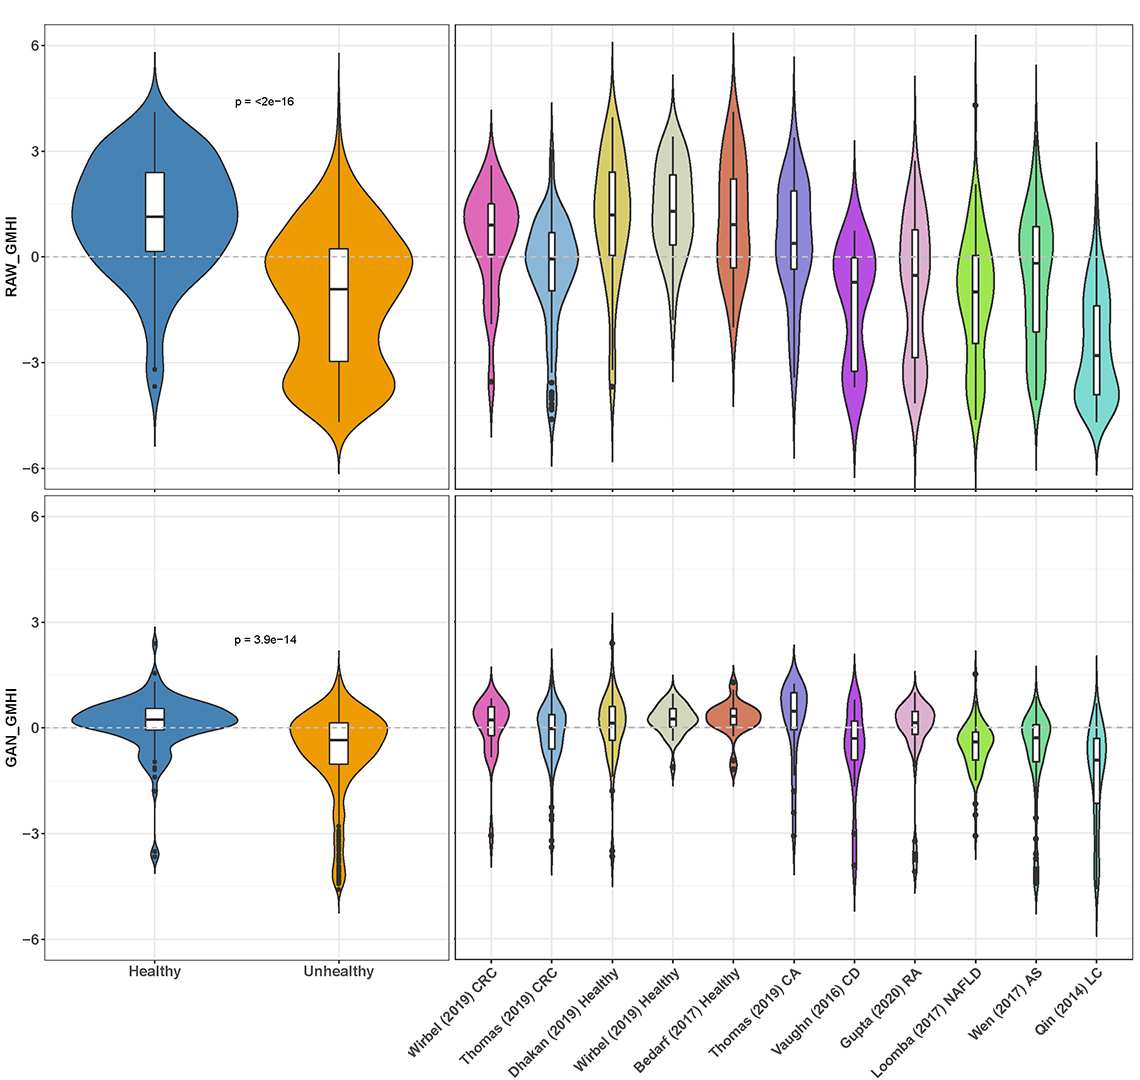 RAW_GMHI
6
3
0
−3
−6
p = <2e−16
GAN_GMHI
6
3
0
−3
−6
p = 3.9e−14
Healthy
Unhealthy
Wirbel (2019) CRC
Thomas (2019) CRC
Dhakan (2019) Healthy
Wirbel (2019) Healthy
Bedarf (2017) Healthy
Thomas (2019) CA
Vaughn (2016) CD
Gupta (2020) RA
Loomba (2017) NAFLD
Wen (2017) AS
Qin (2014) LC